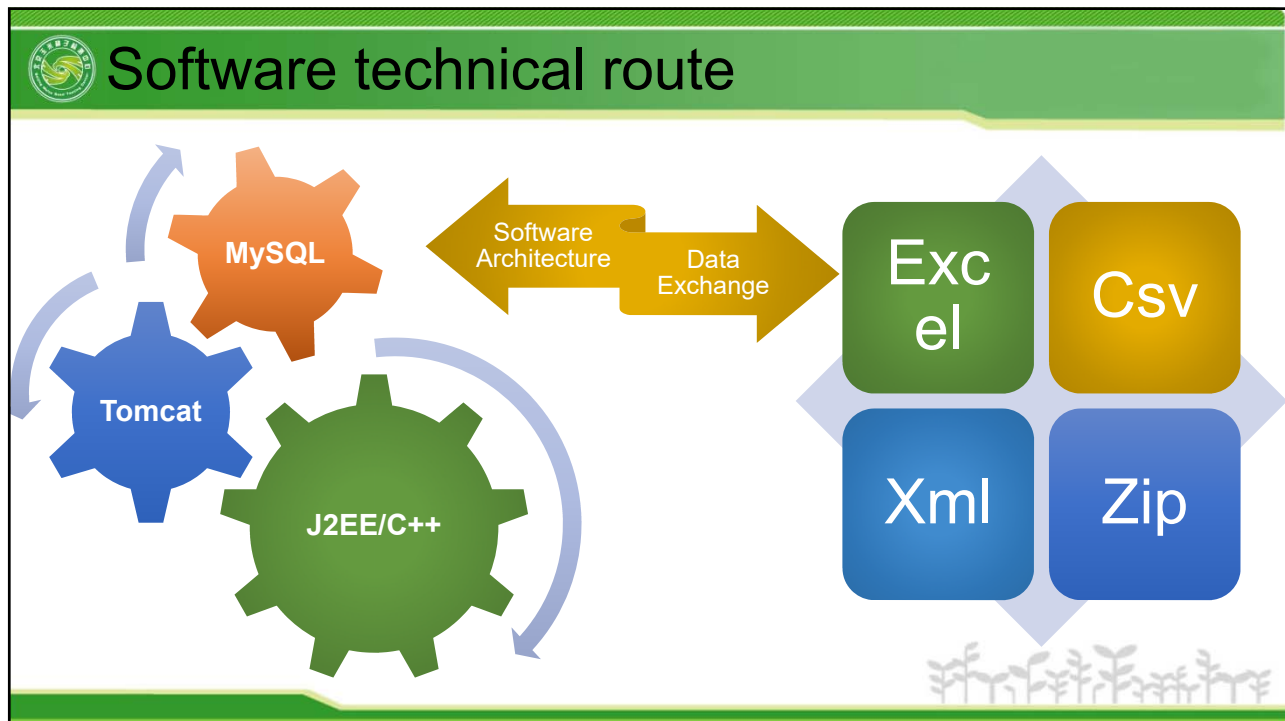 Software technical route
MySQL
Tomcat
J2EE/C++
Software
Architecture
Data
Exchange
Exc
el
Csv
Xml
Zip